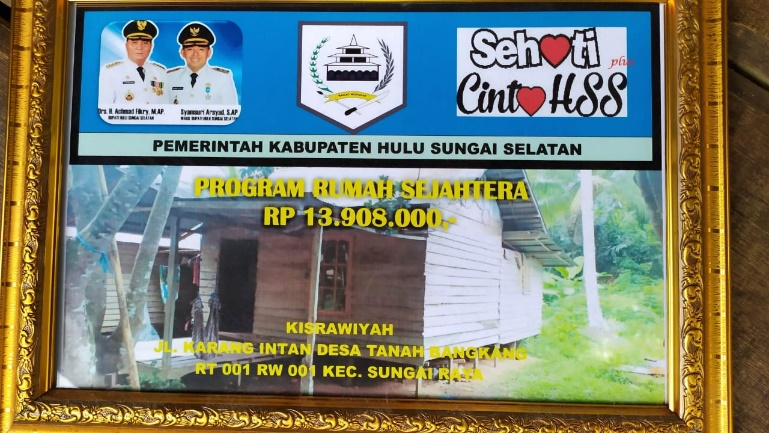 Sehati plus
Cinta HSS
Drs. H. Achmad Fikry, M.AP.
BUPATI HULU SUNGAI SELATAN
Syamsuri Arsyad, S.AP
WAKIL BUPATI HULU SUNGAI SELATAN
PEMERINTAH KABUPATEN HULU SUNGAI SELATAN
PROGRAM RUMAH SEJAHTERA
RP 13.908.000,-
KISRAWIYAH
JL. KARANG INTAN DESA TANAH BANGKANG
RT 001 RW 001 KEC. SUNGAI RAYA